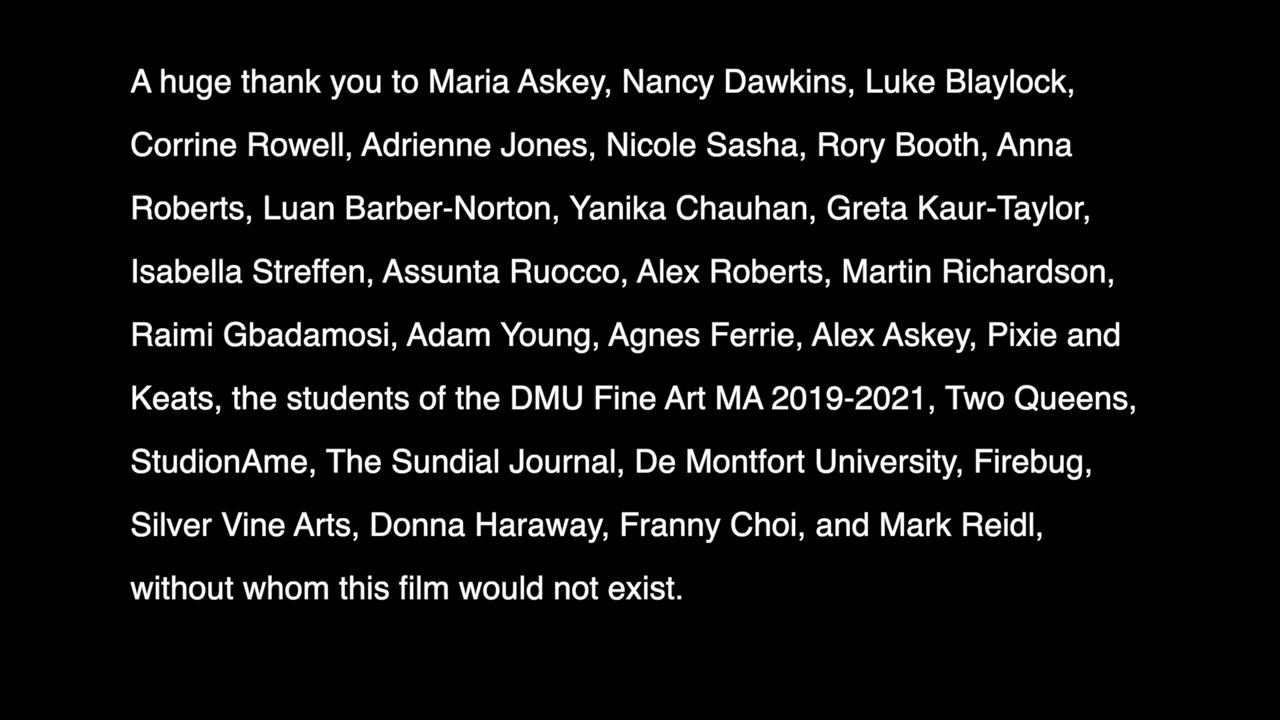 A huge thank you to Maria Askey, Nancy Dawkins, Luke Blaylock,
Corrine Rowell, Adrienne Jones, Nicole Sasha, Rory Booth, Anna
Roberts, Luan Barber-Norton, Yanika Chauhan, Greta Kaur-Taylor,
Isabella Streffen, Assunta Ruocco, Alex Roberts, Martin Richardson,
Raimi Gbadamosi, Adam Young, Agnes Ferrie, Alex Askey, Pixie and
Keats, the students of the DMU Fine Art MA 2019-2021, Two Queens,
StudionAme, The Sundial Journal, De Montfort University, Firebug,
Silver Vine Arts, Donna Haraway, Franny Choi, and Mark Reidl,
without whom this film would not exist.